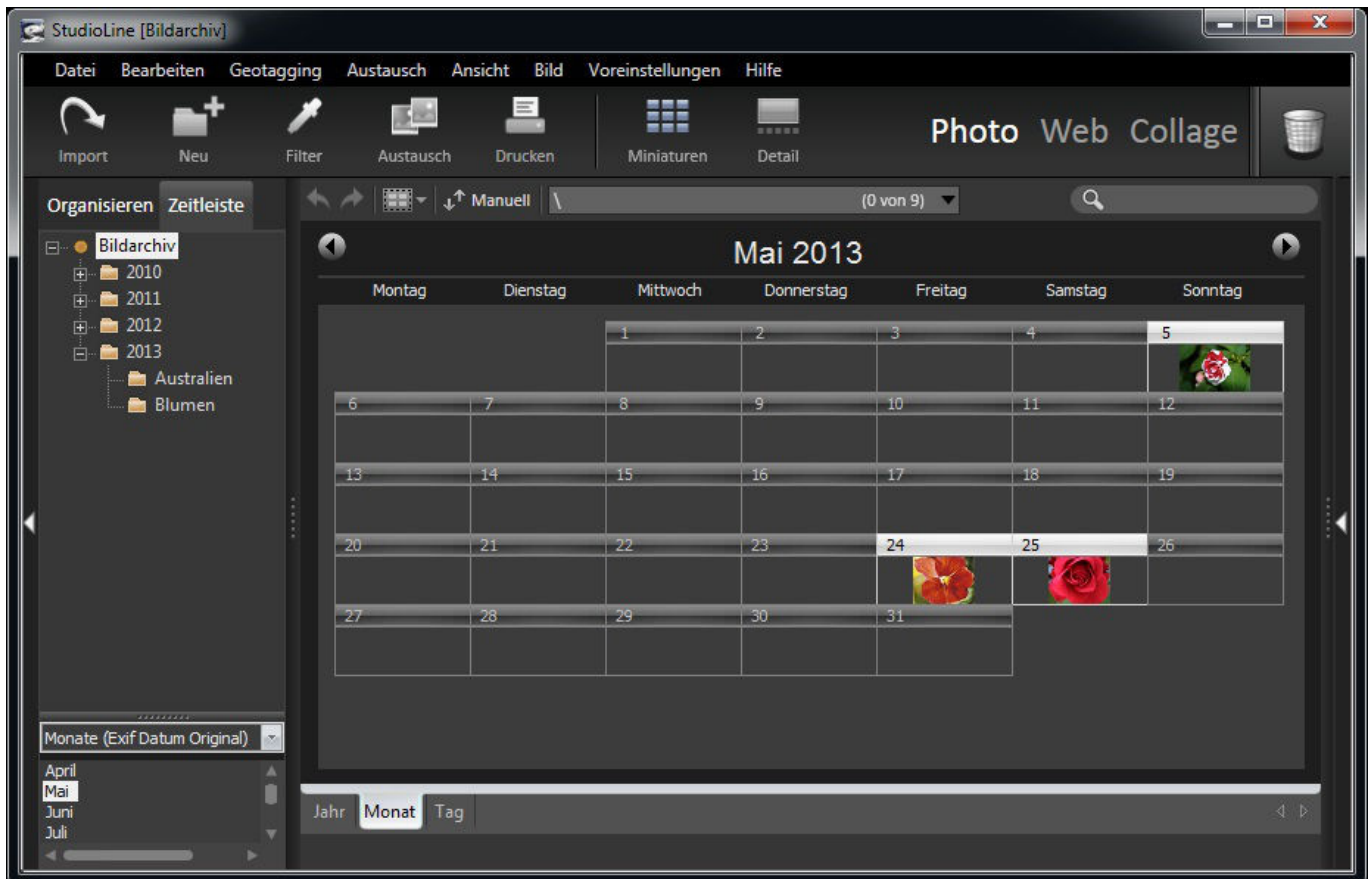 StudioLine [Bildarchiv]
Datei Bearbeiten Geotagging Austausch Ansicht Bild Voreinstellungen Hilfe
Import Neu Filter Austausch Drucken Miniaturen Detail
Photo Web Collage
Organisieren Zeitleiste
Manuell \ (0 von 9)
Bildarchiv
2010
2011
2012
2013
Australien
Blumen
Mai 2013
Montag Dienstag Mittwoch Donnerstag Freitag Samstag Sonntag
1 2 3 4 5
6 7 8 9 10 11 12
13 14 15 16 17 18 19
20 21 22 23 24 25 26
27 28 29 30 31
Monate (Exif Datum Original)
April
Mai
Juni
Juli
Jahr Monat Tag